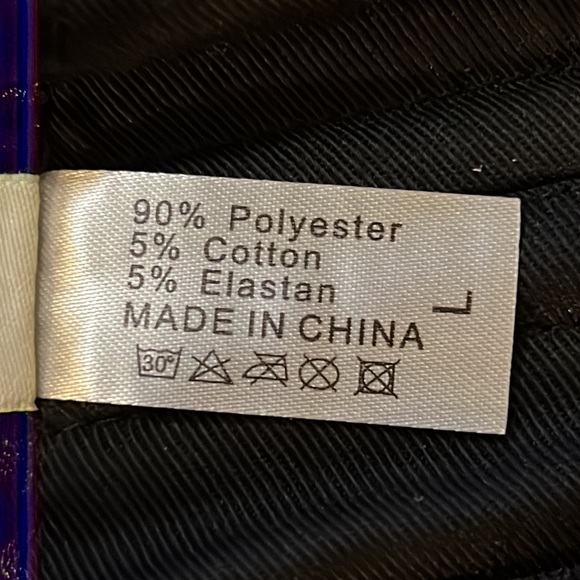 90% Polyester
5% Cotton
5% Elastan
MADE IN CHINA
L
30°